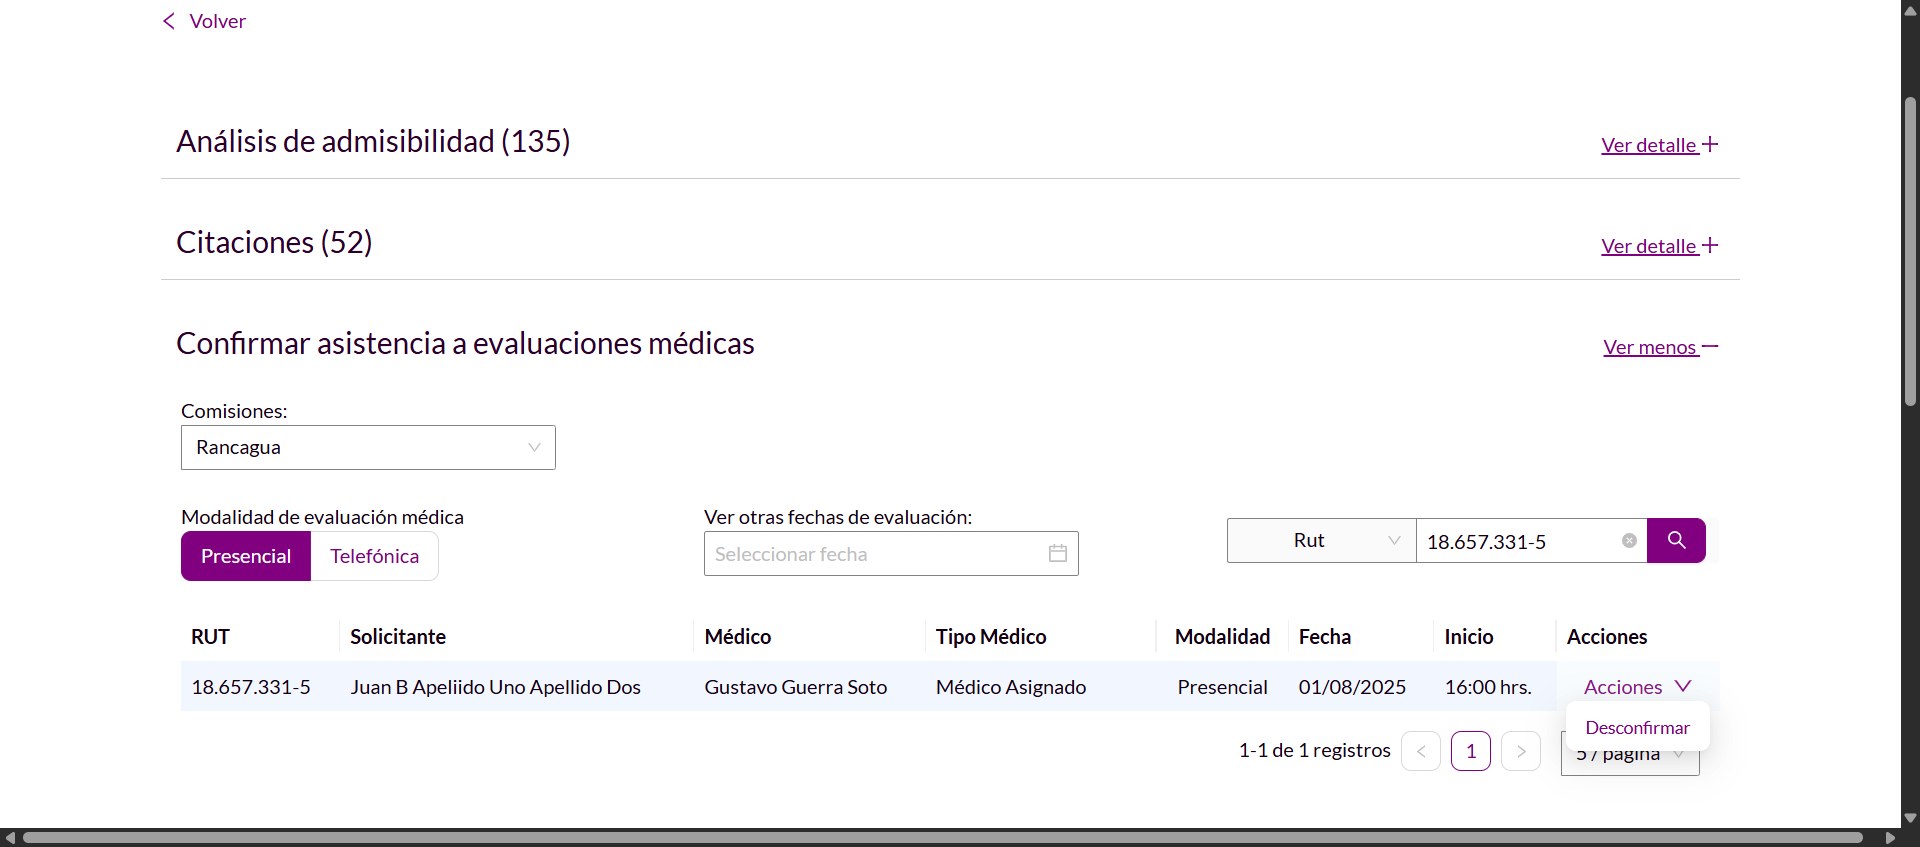 Volver
Análisis de admisibilidad (135)
Ver detalle
Citaciones (52)
Ver detalle
Confirmar asistencia a evaluaciones médicas
Ver menos
Comisiones:
Rancagua
Modalidad de evaluación médica
Presencial Telefónica
Ver otras fechas de evaluación:
Seleccionar fecha
Rut 18.657.331-5
RUT Solicitante Médico Tipo Médico Modalidad Fecha Inicio Acciones
18.657.331-5 Juan B Apeliido Uno Apellido Dos Gustavo Guerra Soto Médico Asignado Presencial 01/08/2025 16:00 hrs. Acciones
Desconfirmar
1-1 de 1 registros 1 5 / página